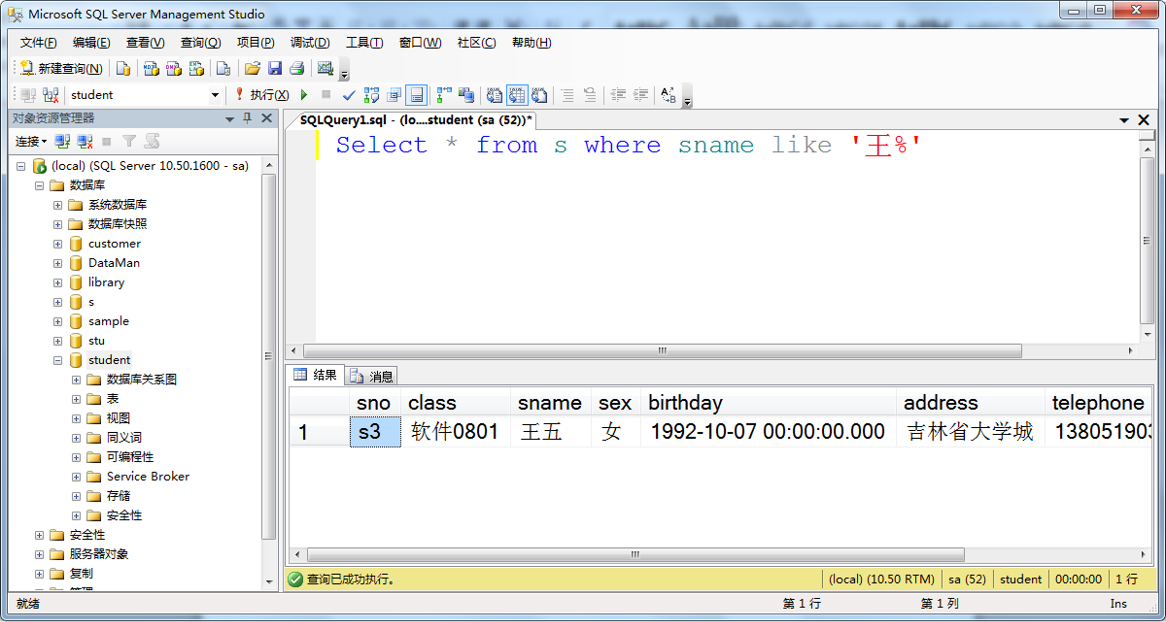 Microsoft SQL Server Management Studio
文件(F) 编辑(E) 查看(V) 查询(Q) 项目(P) 调试(D) 工具(T) 窗口(W) 社区(C) 帮助(H)
新建查询(N)
student 执行(X)
对象资源管理器
SQLQuery1.sql - (lo....student (sa (52))*
连接
Select * from s where sname like '王%'
(local) (SQL Server 10.50.1600 - sa)
数据库
系统数据库
数据库快照
customer
DataMan
library
s
sample
stu
student
数据库关系图
表
视图
同义词
可编程性
Service Broker
存储
安全性
安全性
服务器对象
复制
结果 消息
sno class sname sex birthday address telephone
1 s3 软件0801 王五 女 1992-10-07 00:00:00.000 吉林省大学城 138051903
查询已成功执行。 (local) (10.50 RTM) sa (52) student 00:00:00 1 行
就绪 第 1 行 第 1 列 Ins